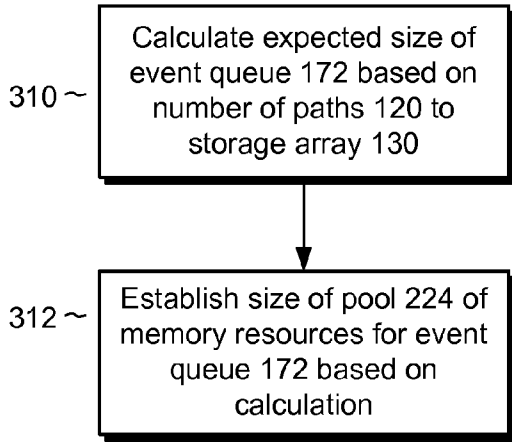 310 ~
Calculate expected size of
event queue 172 based on
number of paths 120 to
storage array 130
312 ~
Establish size of pool 224 of
memory resources for event
queue 172 based on
calculation